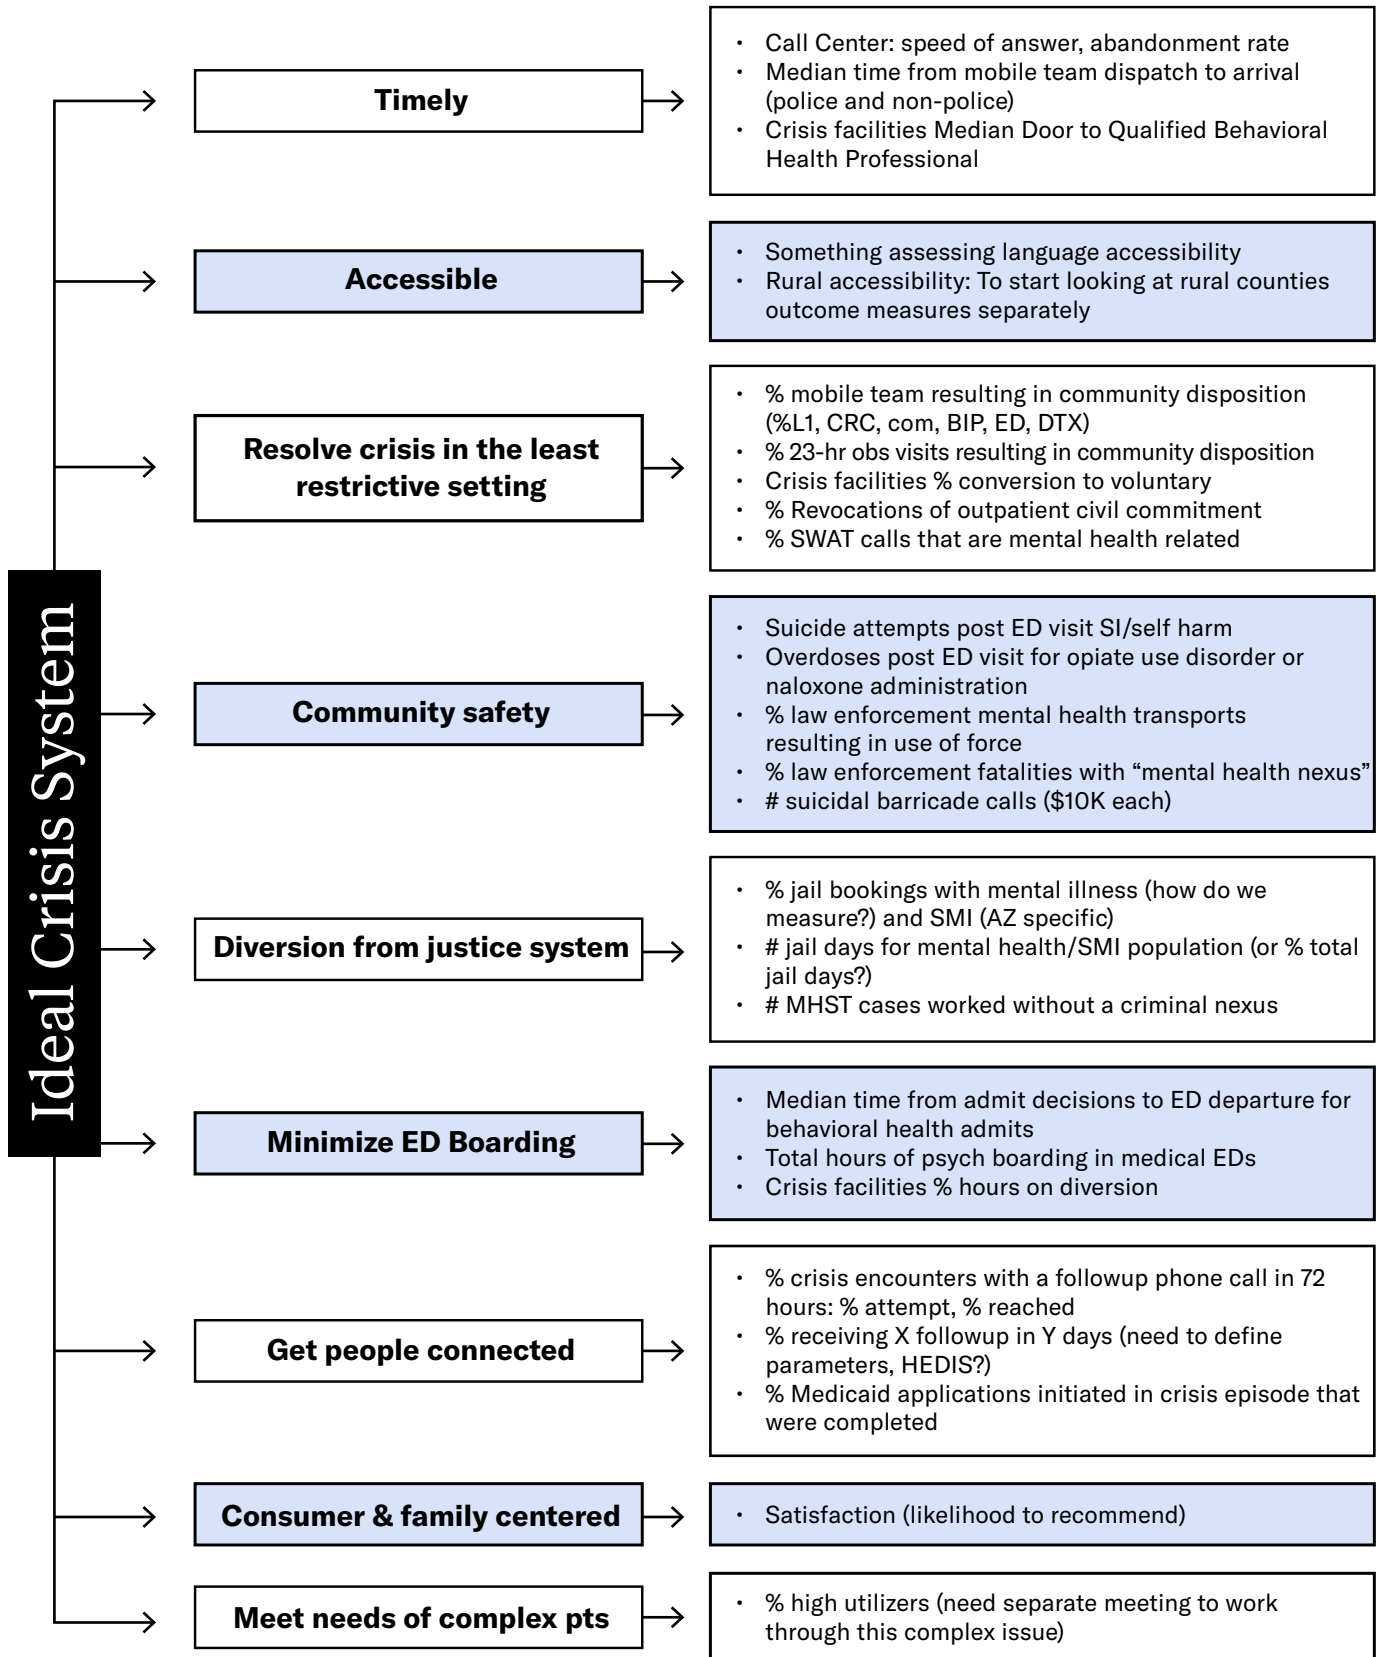 Ideal Crisis System
Timely
• Call Center: speed of answer, abandonment rate
• Median time from mobile team dispatch to arrival
(police and non-police)
• Crisis facilities Median Door to Qualified Behavioral
Health Professional
Accessible
• Something assessing language accessibility
• Rural accessibility: To start looking at rural counties
outcome measures separately
Resolve crisis in the least
restrictive setting
• % mobile team resulting in community disposition
(%L1, CRC, com, BIP, ED, DTX)
• % 23-hr obs visits resulting in community disposition
• Crisis facilities % conversion to voluntary
• % Revocations of outpatient civil commitment
• % SWAT calls that are mental health related
Community safety
• Suicide attempts post ED visit SI/self harm
• Overdoses post ED visit for opiate use disorder or
naloxone administration
• % law enforcement mental health transports
resulting in use of force
• % law enforcement fatalities with “mental health nexus”
• # suicidal barricade calls ($10K each)
Diversion from justice system
• % jail bookings with mental illness (how do we
measure?) and SMI (AZ specific)
• # jail days for mental health/SMI population (or % total
jail days?)
• # MHST cases worked without a criminal nexus
Minimize ED Boarding
• Median time from admit decisions to ED departure for
behavioral health admits
• Total hours of psych boarding in medical EDs
• Crisis facilities % hours on diversion
Get people connected
• % crisis encounters with a followup phone call in 72
hours: % attempt, % reached
• % receiving X followup in Y days (need to define
parameters, HEDIS?)
• % Medicaid applications initiated in crisis episode that
were completed
Consumer & family centered
• Satisfaction (likelihood to recommend)
Meet needs of complex pts
• % high utilizers (need separate meeting to work
through this complex issue)